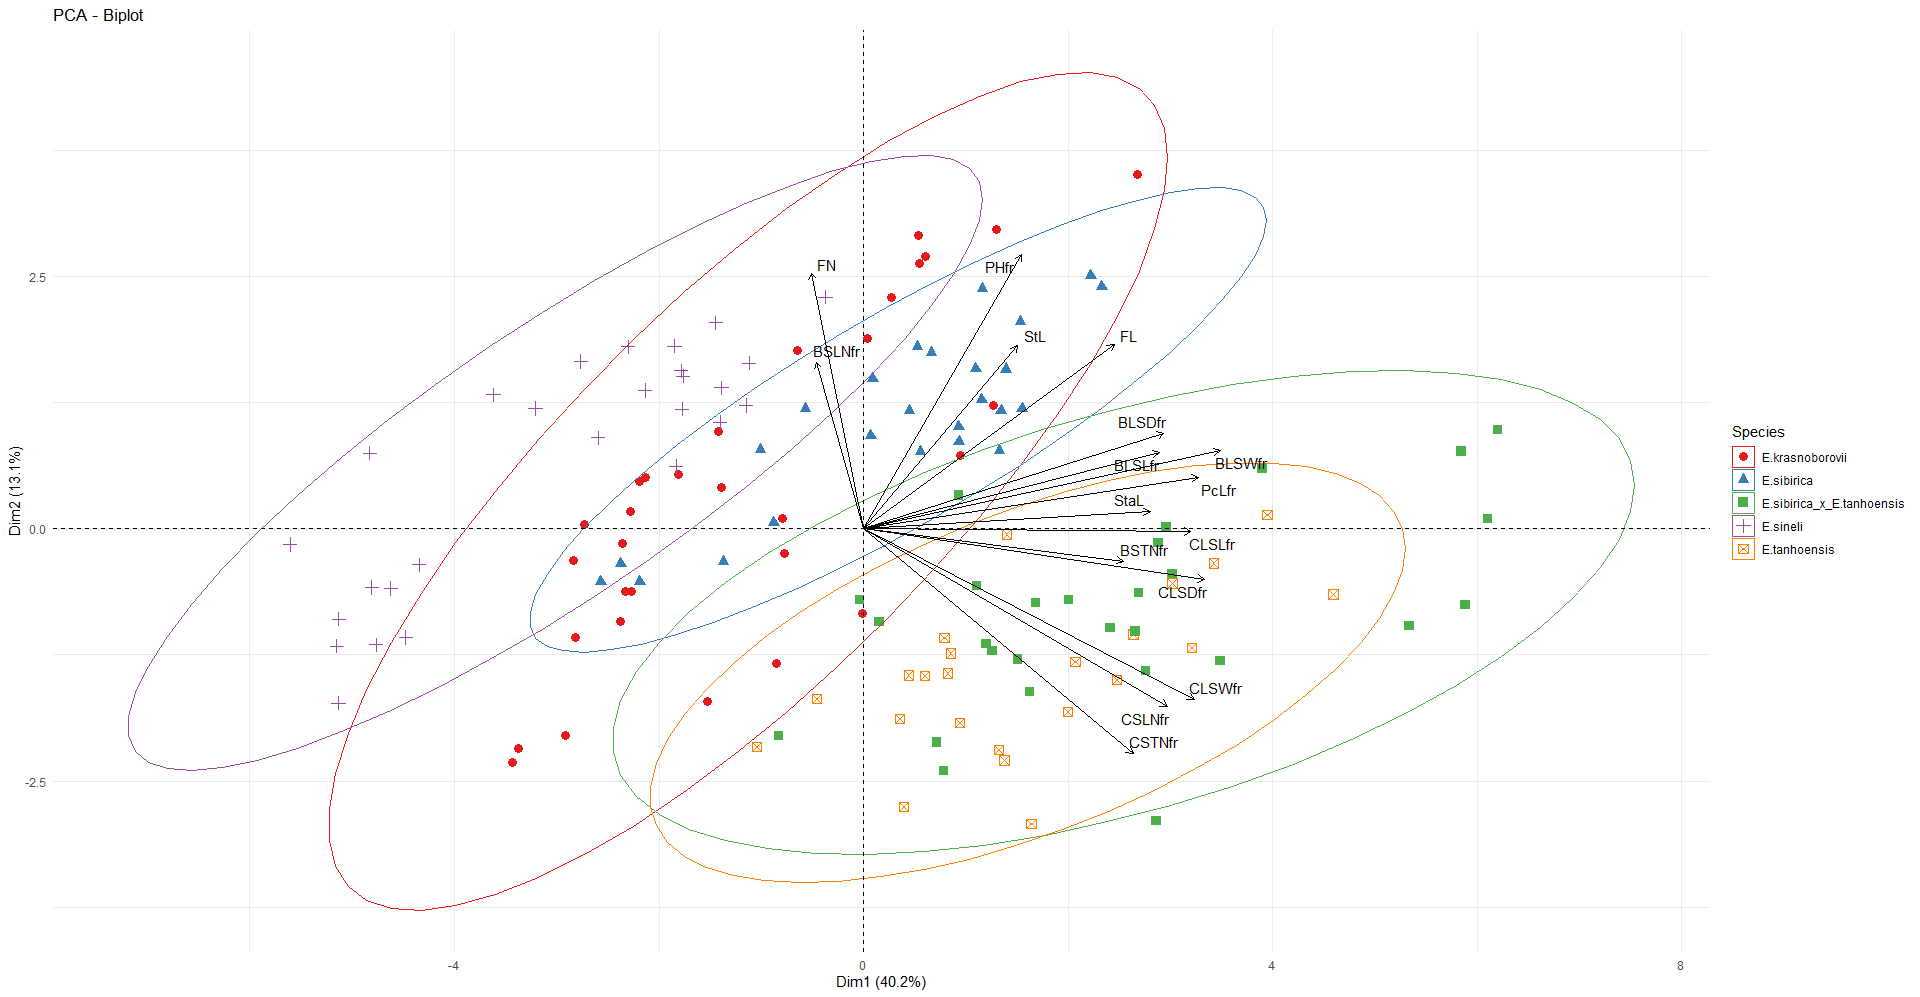 PCA - Biplot
Dim2 (13.1%)
2.5
0.0
-2.5
FN
PHfr
BSLNfr
StL
FL
BLSDfr
BLSLfr
BLSWfr
PcLfr
StaL
CLSLfr
BSTNfr
CLSDfr
CLSWfr
CSLNfr
CSTNfr
Species
E.krasnoborovii
E.sibirica
E.sibirica_x_E.tanhoensis
E.sineli
E.tanhoensis
-4
0
4
8
Dim1 (40.2%)